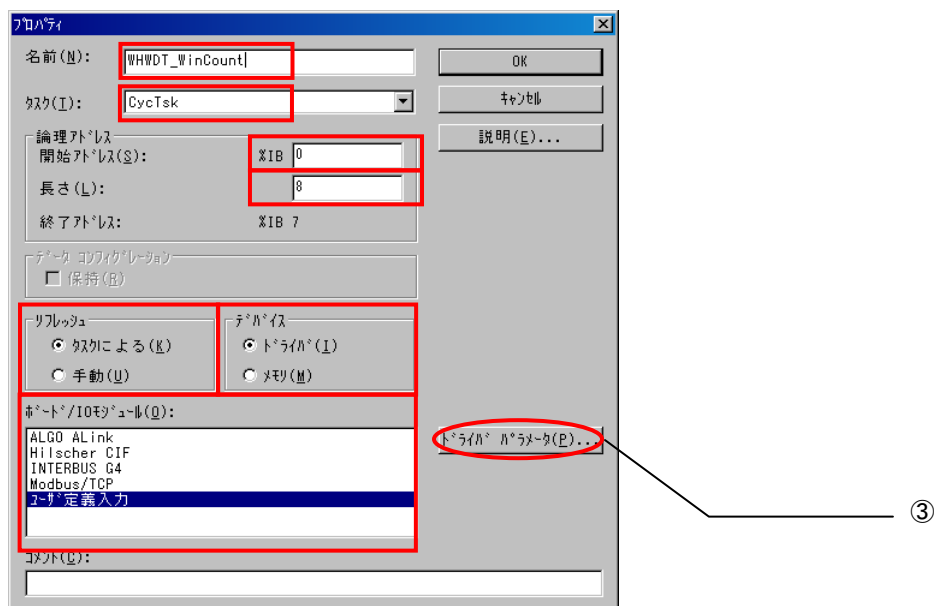 プロパティ
名前(N): WHWDT_WinCount OK
タスク(T): CycTsk キャンセル
論理アドレス 説明(E)...
開始アドレス(S): %IB 0
長さ(L): 8
終了アドレス: %IB 7
データ コンフィグレーション
保持(R)
リフレッシュ デバイス
タスクによる(K) ドライバ(I)
手動(U) メモリ(M)
ボード/IOモジュール(O):
ALGO ALink ドライバ パラメータ(P)...
Hilscher CIF
INTERBUS G4
Modbus/TCP
ユーザ定義入力
③
コメント(C):